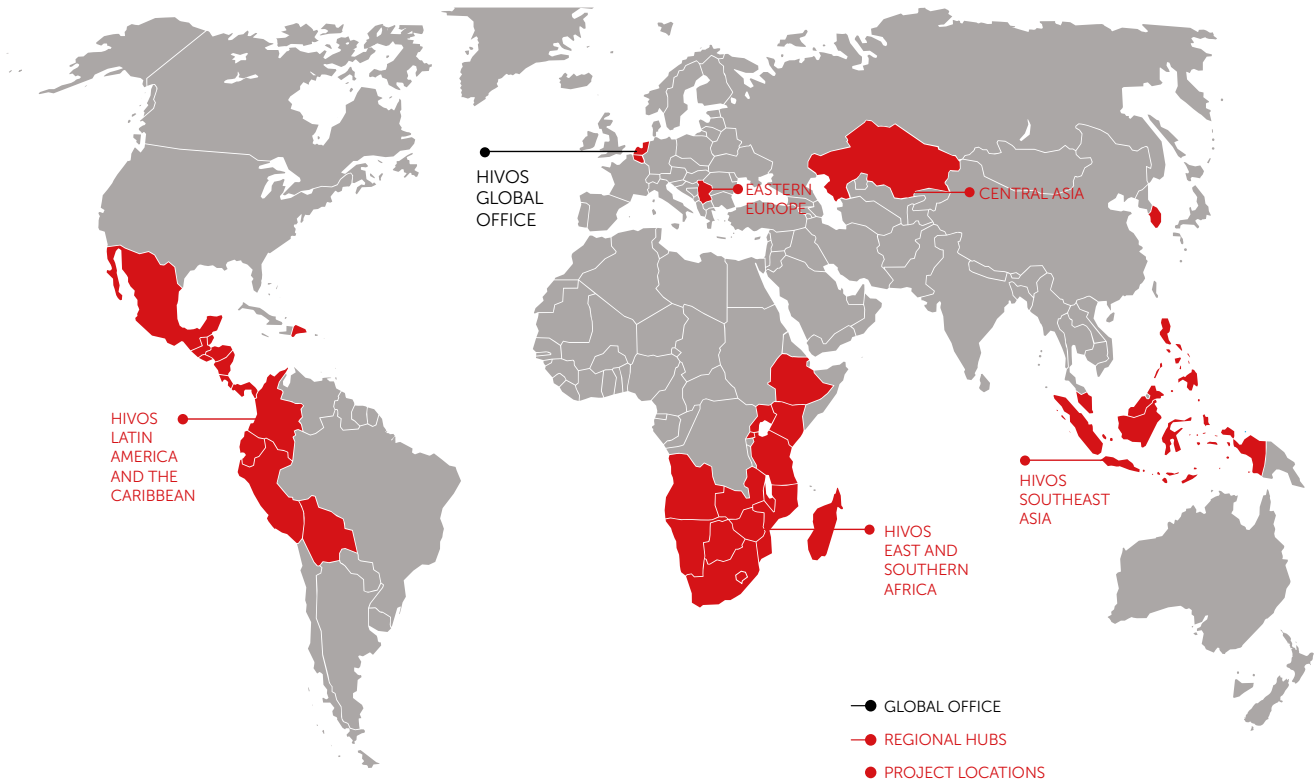 HIVOS
GLOBAL
OFFICE
EASTERN
EUROPE
CENTRAL ASIA
HIVOS
LATIN
AMERICA
AND THE
CARIBBEAN
HIVOS
SOUTHEAST
ASIA
HIVOS
EAST AND
SOUTHERN
AFRICA
GLOBAL OFFICE
REGIONAL HUBS
PROJECT LOCATIONS